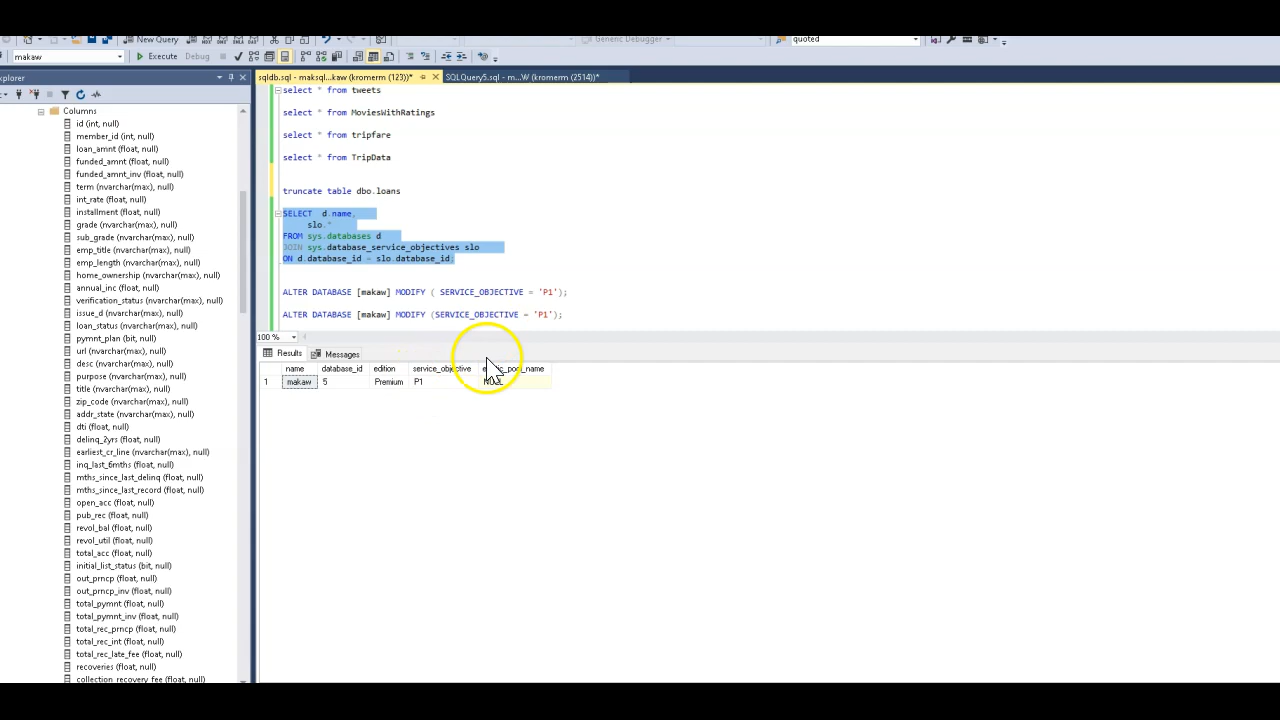 New Query
Generic Debugger
quoted
makaw
Execute
Debug
xplorer
sqldb.sql - maksql...kaw (kromerm (123))*
SQLQuery5.sql - m...W (kromerm (2514))*
Columns
id (int, null)
member_id (int, null)
loan_amnt (float, null)
funded_amnt (float, null)
funded_amnt_inv (float, null)
term (nvarchar(max), null)
int_rate (float, null)
installment (float, null)
grade (nvarchar(max), null)
sub_grade (nvarchar(max), null)
emp_title (nvarchar(max), null)
emp_length (nvarchar(max), null)
home_ownership (nvarchar(max), null)
annual_inc (float, null)
verification_status (nvarchar(max), null)
issue_d (nvarchar(max), null)
loan_status (nvarchar(max), null)
pymnt_plan (bit, null)
url (nvarchar(max), null)
desc (nvarchar(max), null)
purpose (nvarchar(max), null)
title (nvarchar(max), null)
zip_code (nvarchar(max), null)
addr_state (nvarchar(max), null)
dti (float, null)
delinq_2yrs (float, null)
earliest_cr_line (nvarchar(max), null)
inq_last_6mths (float, null)
mths_since_last_delinq (float, null)
mths_since_last_record (float, null)
open_acc (float, null)
pub_rec (float, null)
revol_bal (float, null)
revol_util (float, null)
total_acc (float, null)
initial_list_status (bit, null)
out_prncp (float, null)
out_prncp_inv (float, null)
total_pymnt (float, null)
total_pymnt_inv (float, null)
total_rec_prncp (float, null)
total_rec_int (float, null)
total_rec_late_fee (float, null)
recoveries (float, null)
collection_recovery_fee (float, null)
select * from tweets
select * from MoviesWithRatings
select * from tripfare
select * from TripData
truncate table dbo.loans
SELECT d.name,
slo.*
FROM sys.databases d
JOIN sys.database_service_objectives slo
ON d.database_id = slo.database_id;
ALTER DATABASE [makaw] MODIFY ( SERVICE_OBJECTIVE = 'P1');
ALTER DATABASE [makaw] MODIFY (SERVICE_OBJECTIVE = 'P1');
100 %
Results Messages
name database_id edition service_objective
1 makaw 5 Premium P1 NULL